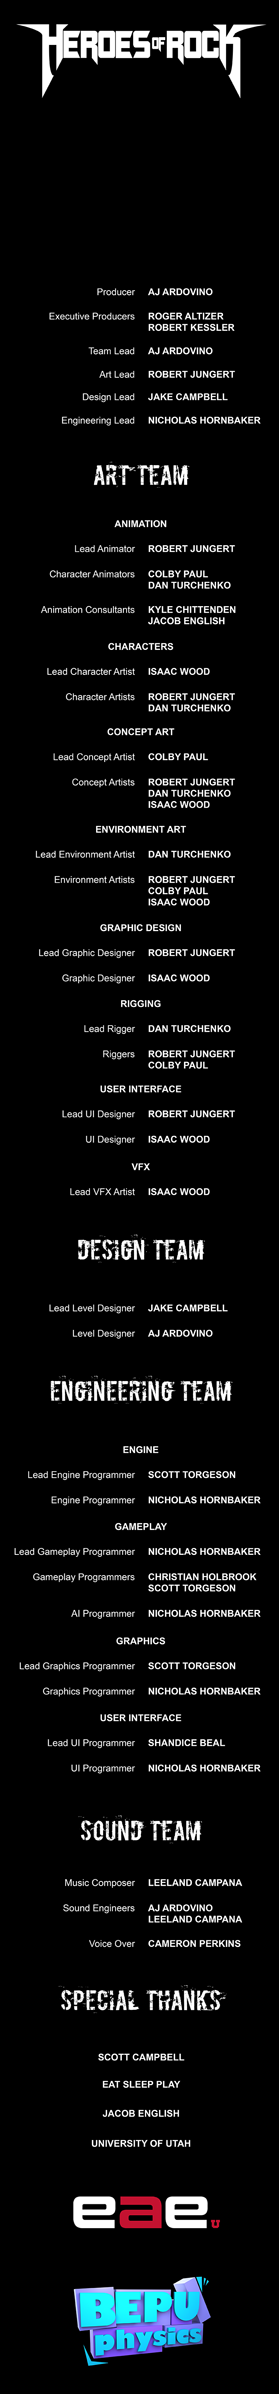 HEROES OF ROCK
Producer AJ ARDOVINO
Executive Producers ROGER ALTIZER
ROBERT KESSLER
Team Lead AJ ARDOVINO
Art Lead ROBERT JUNGERT
Design Lead JAKE CAMPBELL
Engineering Lead NICHOLAS HORNBAKER
ART TEAM
ANIMATION
Lead Animator ROBERT JUNGERT
Character Animators COLBY PAUL
DAN TURCHENKO
Animation Consultants KYLE CHITTENDEN
JACOB ENGLISH
CHARACTERS
Lead Character Artist ISAAC WOOD
Character Artists ROBERT JUNGERT
DAN TURCHENKO
CONCEPT ART
Lead Concept Artist COLBY PAUL
Concept Artists ROBERT JUNGERT
DAN TURCHENKO
ISAAC WOOD
ENVIRONMENT ART
Lead Environment Artist DAN TURCHENKO
Environment Artists ROBERT JUNGERT
COLBY PAUL
ISAAC WOOD
GRAPHIC DESIGN
Lead Graphic Designer ROBERT JUNGERT
Graphic Designer ISAAC WOOD
RIGGING
Lead Rigger DAN TURCHENKO
Riggers ROBERT JUNGERT
COLBY PAUL
USER INTERFACE
Lead UI Designer ROBERT JUNGERT
UI Designer ISAAC WOOD
VFX
Lead VFX Artist ISAAC WOOD
DESIGN TEAM
Lead Level Designer JAKE CAMPBELL
Level Designer AJ ARDOVINO
ENGINEERING TEAM
ENGINE
Lead Engine Programmer SCOTT TORGESON
Engine Programmer NICHOLAS HORNBAKER
GAMEPLAY
Lead Gameplay Programmer NICHOLAS HORNBAKER
Gameplay Programmers CHRISTIAN HOLBROOK
SCOTT TORGESON
AI Programmer NICHOLAS HORNBAKER
GRAPHICS
Lead Graphics Programmer SCOTT TORGESON
Graphics Programmer NICHOLAS HORNBAKER
USER INTERFACE
Lead UI Programmer SHANDICE BEAL
UI Programmer NICHOLAS HORNBAKER
SOUND TEAM
Music Composer LEELAND CAMPANA
Sound Engineers AJ ARDOVINO
LEELAND CAMPANA
Voice Over CAMERON PERKINS
SPECIAL THANKS
SCOTT CAMPBELL
EAT SLEEP PLAY
JACOB ENGLISH
UNIVERSITY OF UTAH
eae U
BEPU
physics